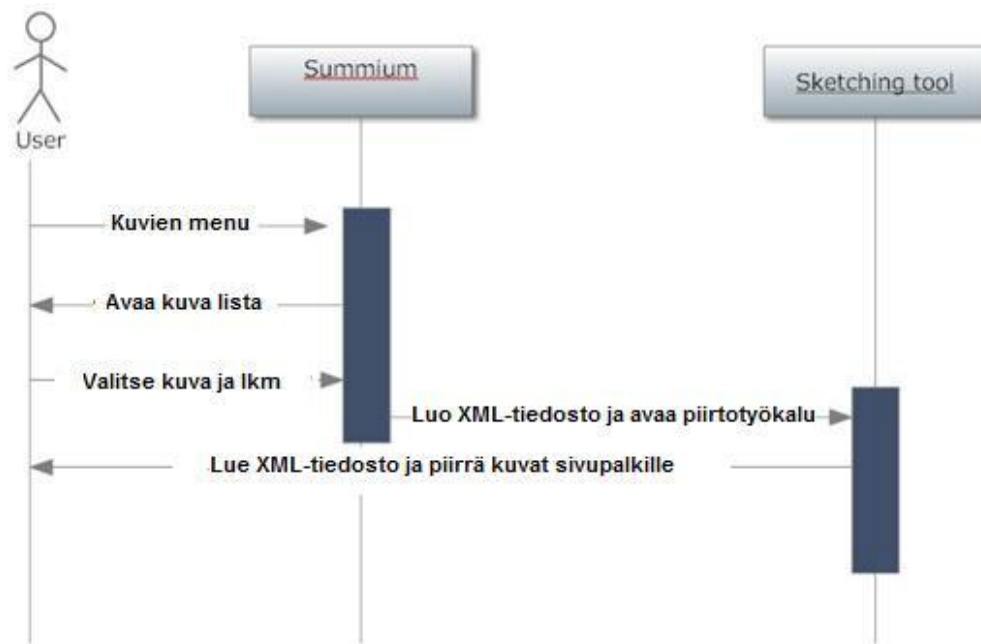 Summium
Sketching tool
User
Kuvien menu
Avaa kuva lista
Valitse kuva ja lkm
Luo XML-tiedosto ja avaa piirtotyökalu
Lue XML-tiedosto ja piirrä kuvat sivupalkille